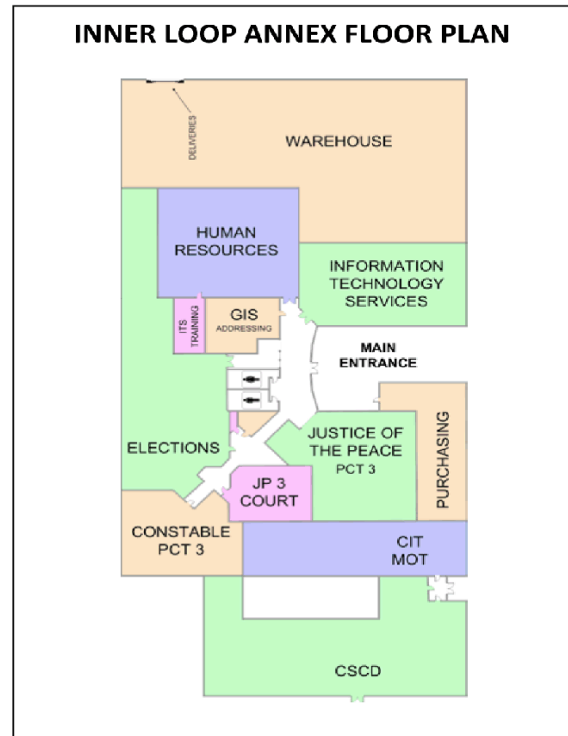 INNER LOOP ANNEX FLOOR PLAN
DELIVERIES
WAREHOUSE
HUMAN
RESOURCES
INFORMATION
TECHNOLOGY
SERVICES
ITS
TRAINING
GIS
ADDRESSING
MAIN
ENTRANCE
ELECTIONS
JUSTICE OF
THE PEACE
PCT 3
PURCHASING
JP 3
COURT
CONSTABLE
PCT 3
CIT
MOT
CSCD